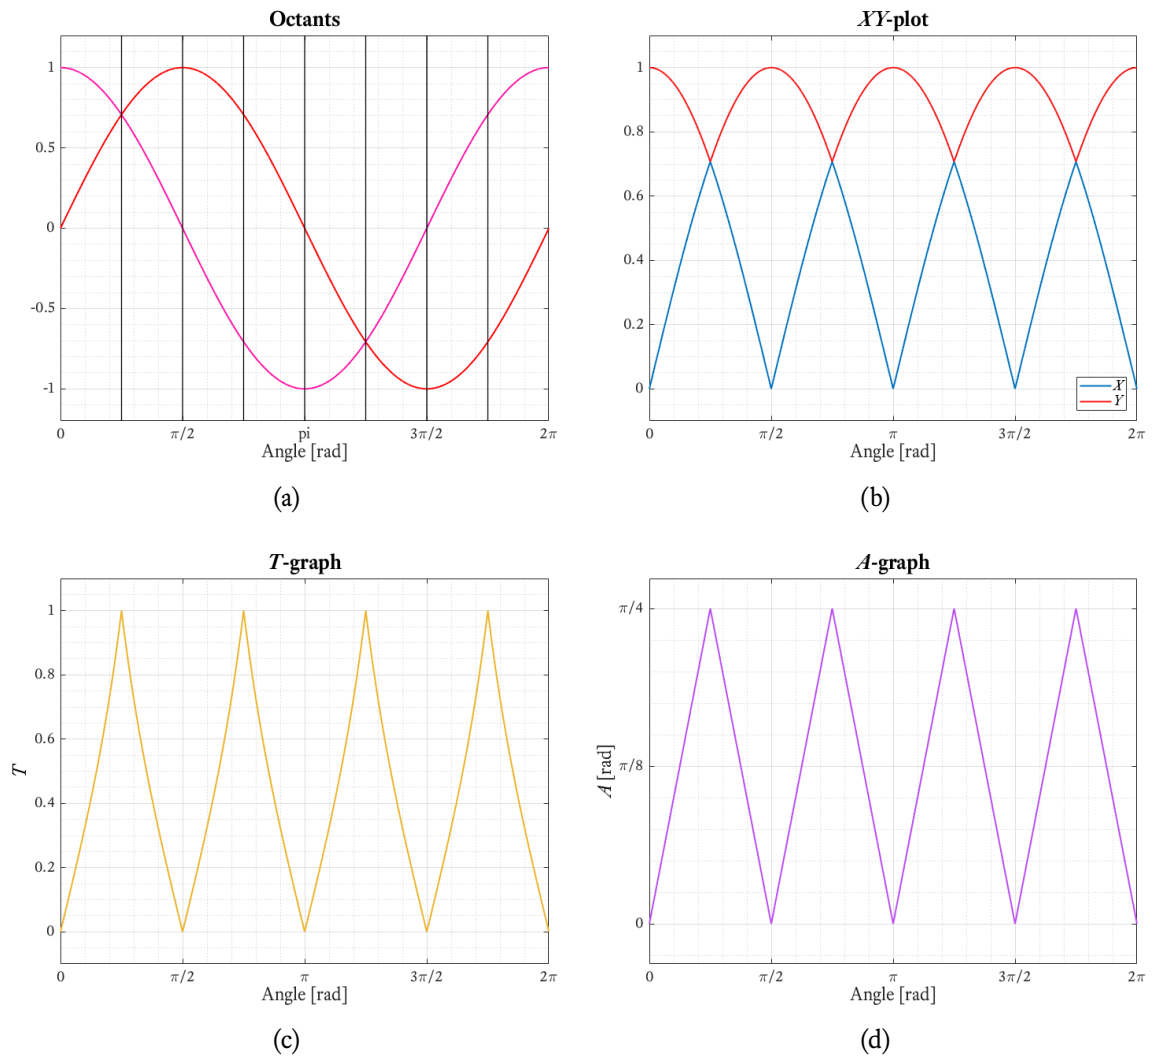 Octants
1
0.5
0
-0.5
-1
0 π/2 pi 3π/2 2π
Angle [rad]
(a)
XY-plot
1
0.8
0.6
0.4
0.2
0
X
Y
0 π/2 π 3π/2 2π
Angle [rad]
(b)
T-graph
T
1
0.8
0.6
0.4
0.2
0
0 π/2 π 3π/2 2π
Angle [rad]
(c)
A-graph
A [rad]
π/4
π/8
0
0 π/2 π 3π/2 2π
Angle [rad]
(d)